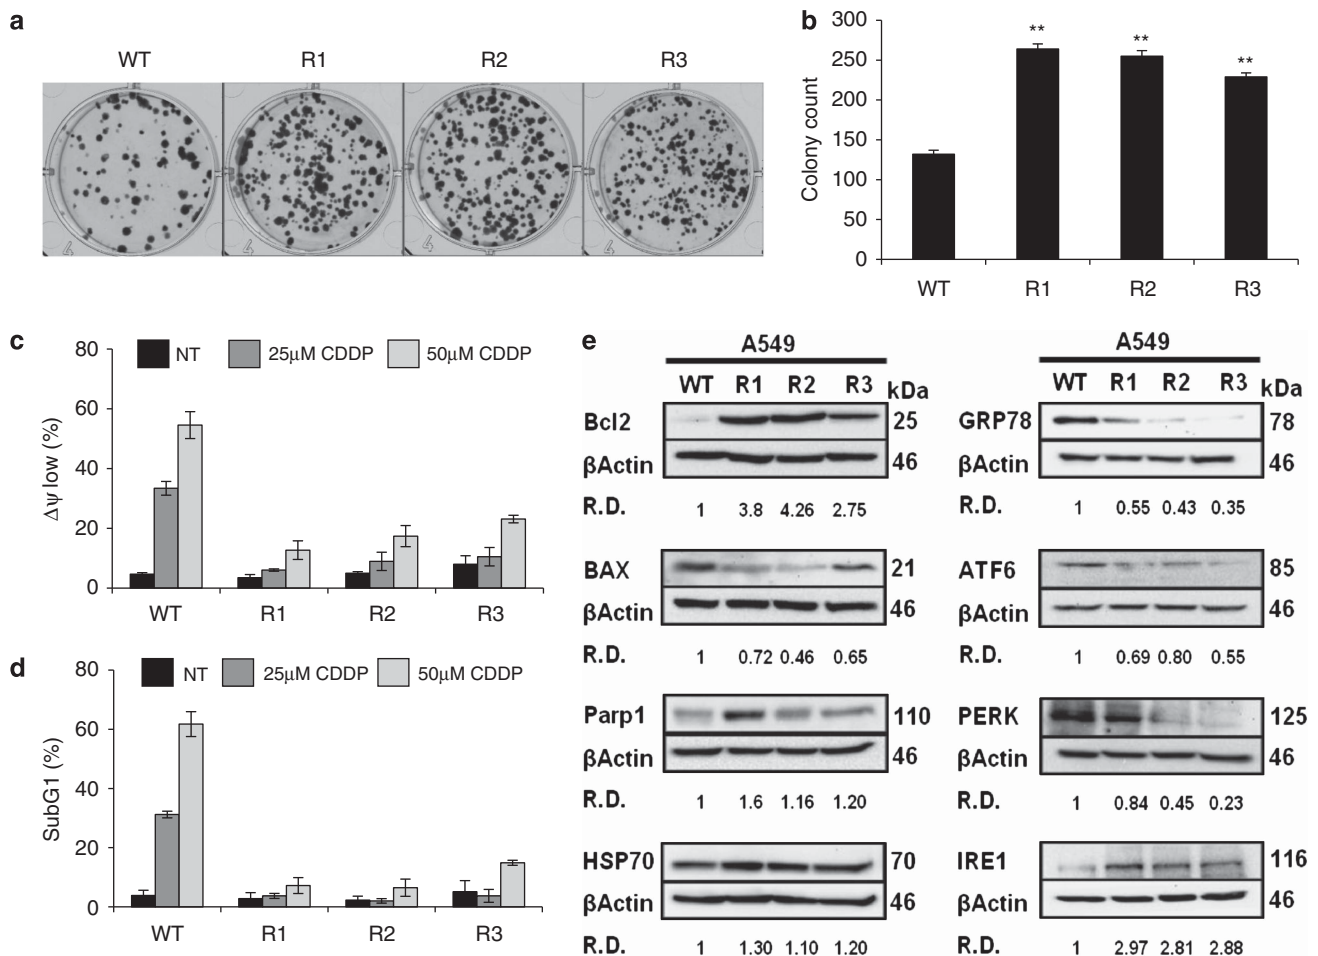 a
WT R1 R2 R3
4 4 4 4
b
Colony count
300
250
200
150
100
50
0
** ** **
WT R1 R2 R3
c
NT 25μM CDDP 50μM CDDP
Δψ low (%)
80
60
40
20
0
WT R1 R2 R3
d
NT 25μM CDDP 50μM CDDP
SubG1 (%)
80
60
40
20
0
WT R1 R2 R3
e
A549
WT R1 R2 R3 kDa
Bcl2 25
βActin 46
R.D. 1 3.8 4.26 2.75
BAX 21
βActin 46
R.D. 1 0.72 0.46 0.65
Parp1 110
βActin 46
R.D. 1 1.6 1.16 1.20
HSP70 70
βActin 46
R.D. 1 1.30 1.10 1.20
A549
WT R1 R2 R3 kDa
GRP78 78
βActin 46
R.D. 1 0.55 0.43 0.35
ATF6 85
βActin 46
R.D. 1 0.69 0.80 0.55
PERK 125
βActin 46
R.D. 1 0.84 0.45 0.23
IRE1 116
βActin 46
R.D. 1 2.97 2.81 2.88